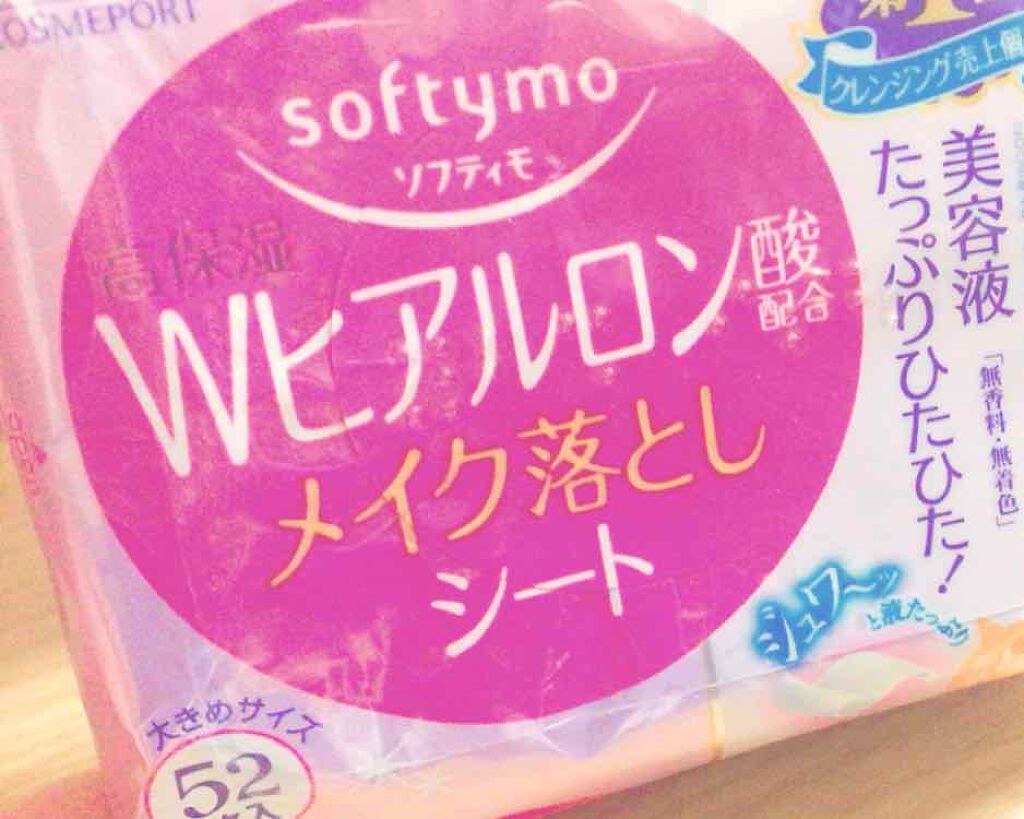 COSMEPORT
softymo
ソフティモ
高保湿
Wヒアルロン酸
配合
メイク落とし
シート
クレンジング売上個
美容液
たっぷりひたひた!
「無香料・無着色」
シュワ〜ッ
と液たっぷり
大きめサイズ
52